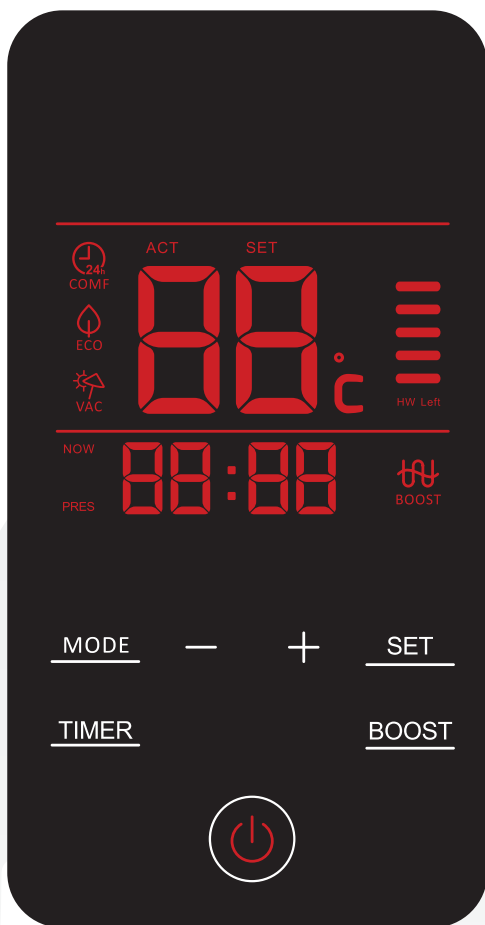 ACT SET
24h
COMF
ECO
VAC
88°C
HW Left
NOW
88:88
PRES
BOOST
MODE − + SET
TIMER BOOST